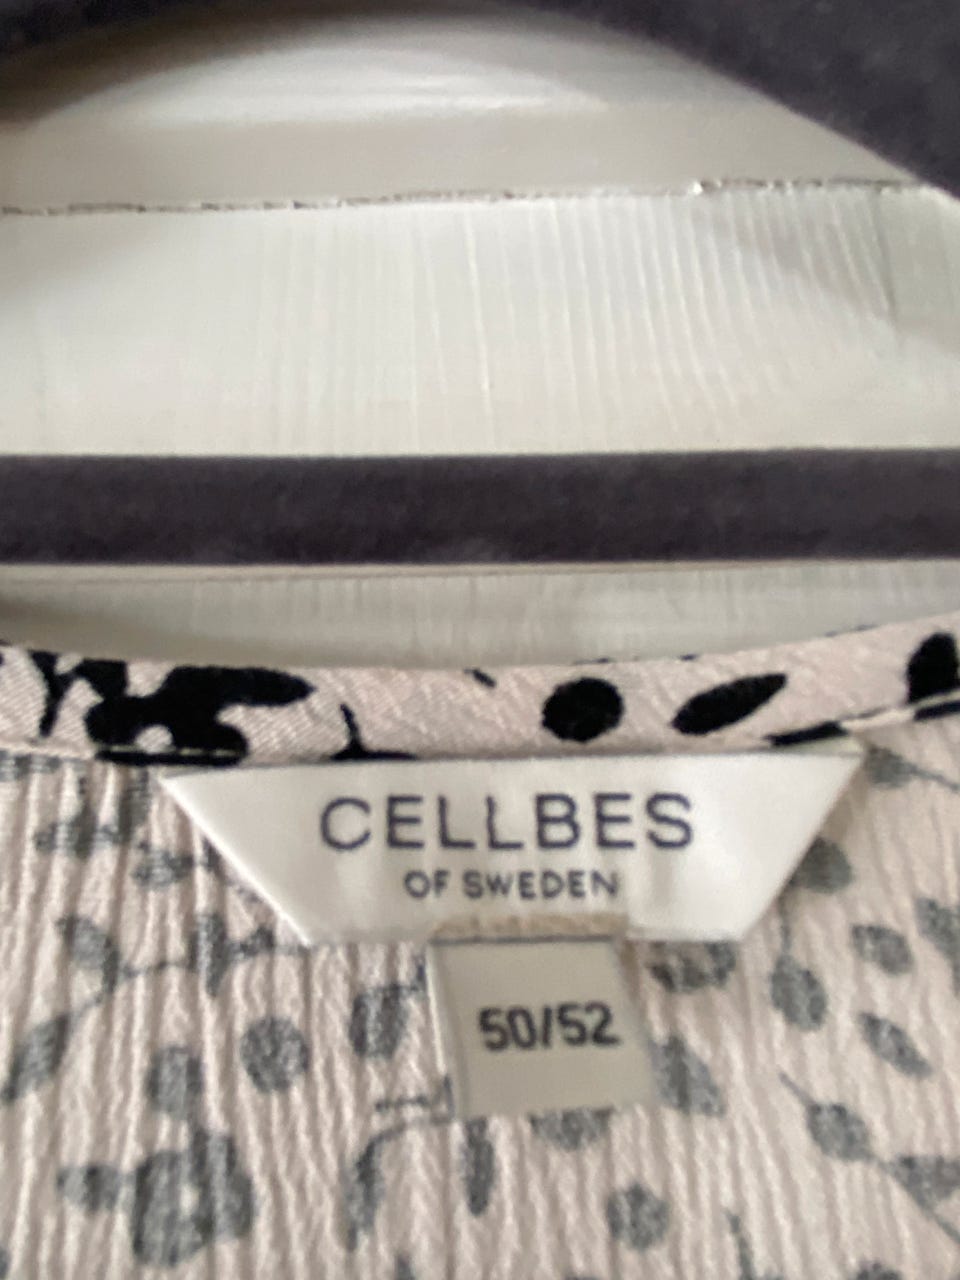 CELLBES
OF SWEDEN
50/52